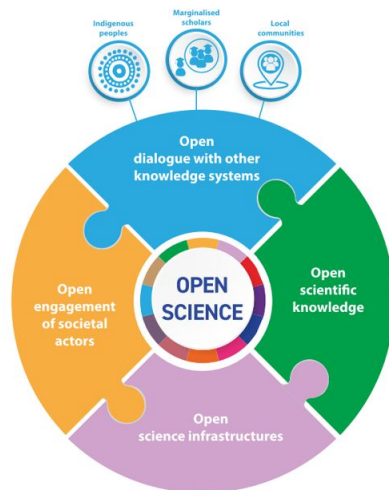 Indigenous
peoples
Marginalised
scholars
Local
communities
Open
dialogue with other
knowledge systems
Open
engagement
of societal
actors
OPEN
SCIENCE
Open
scientific
knowledge
Open
science infrastructures